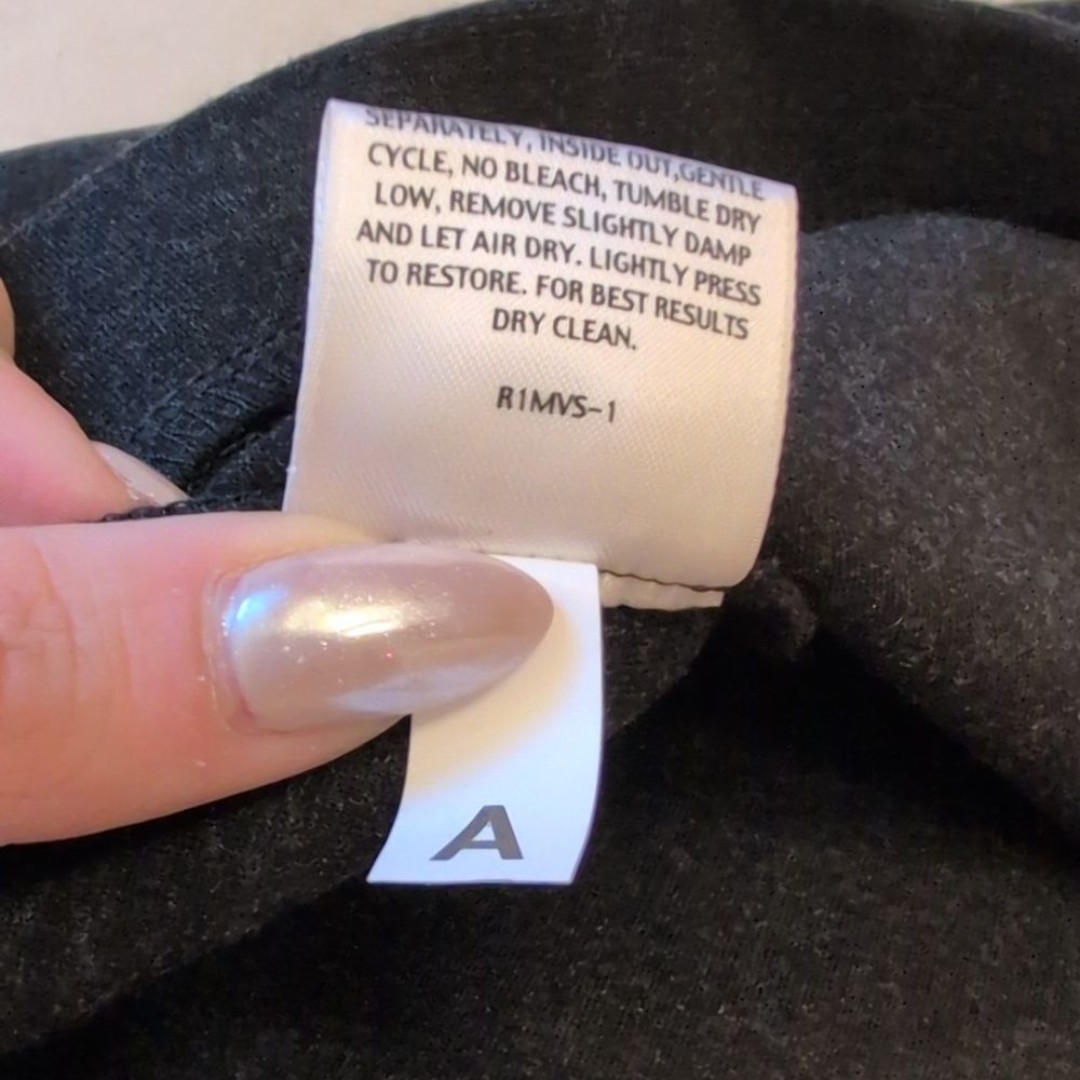 SEPARATELY, INSIDE OUT,GENTLE
CYCLE, NO BLEACH, TUMBLE DRY
LOW, REMOVE SLIGHTLY DAMP
AND LET AIR DRY. LIGHTLY PRESS
TO RESTORE. FOR BEST RESULTS
DRY CLEAN.
R1MVS-1
A